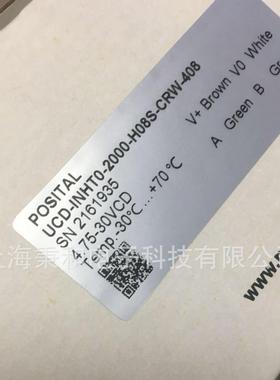 POSITAL
UCD-INHT0-2000-H08S-CRW-408
SN 2161935
4.75-30VCD
Temp.-30℃...+70℃
V+ Brown V0 White
A Green B
www.